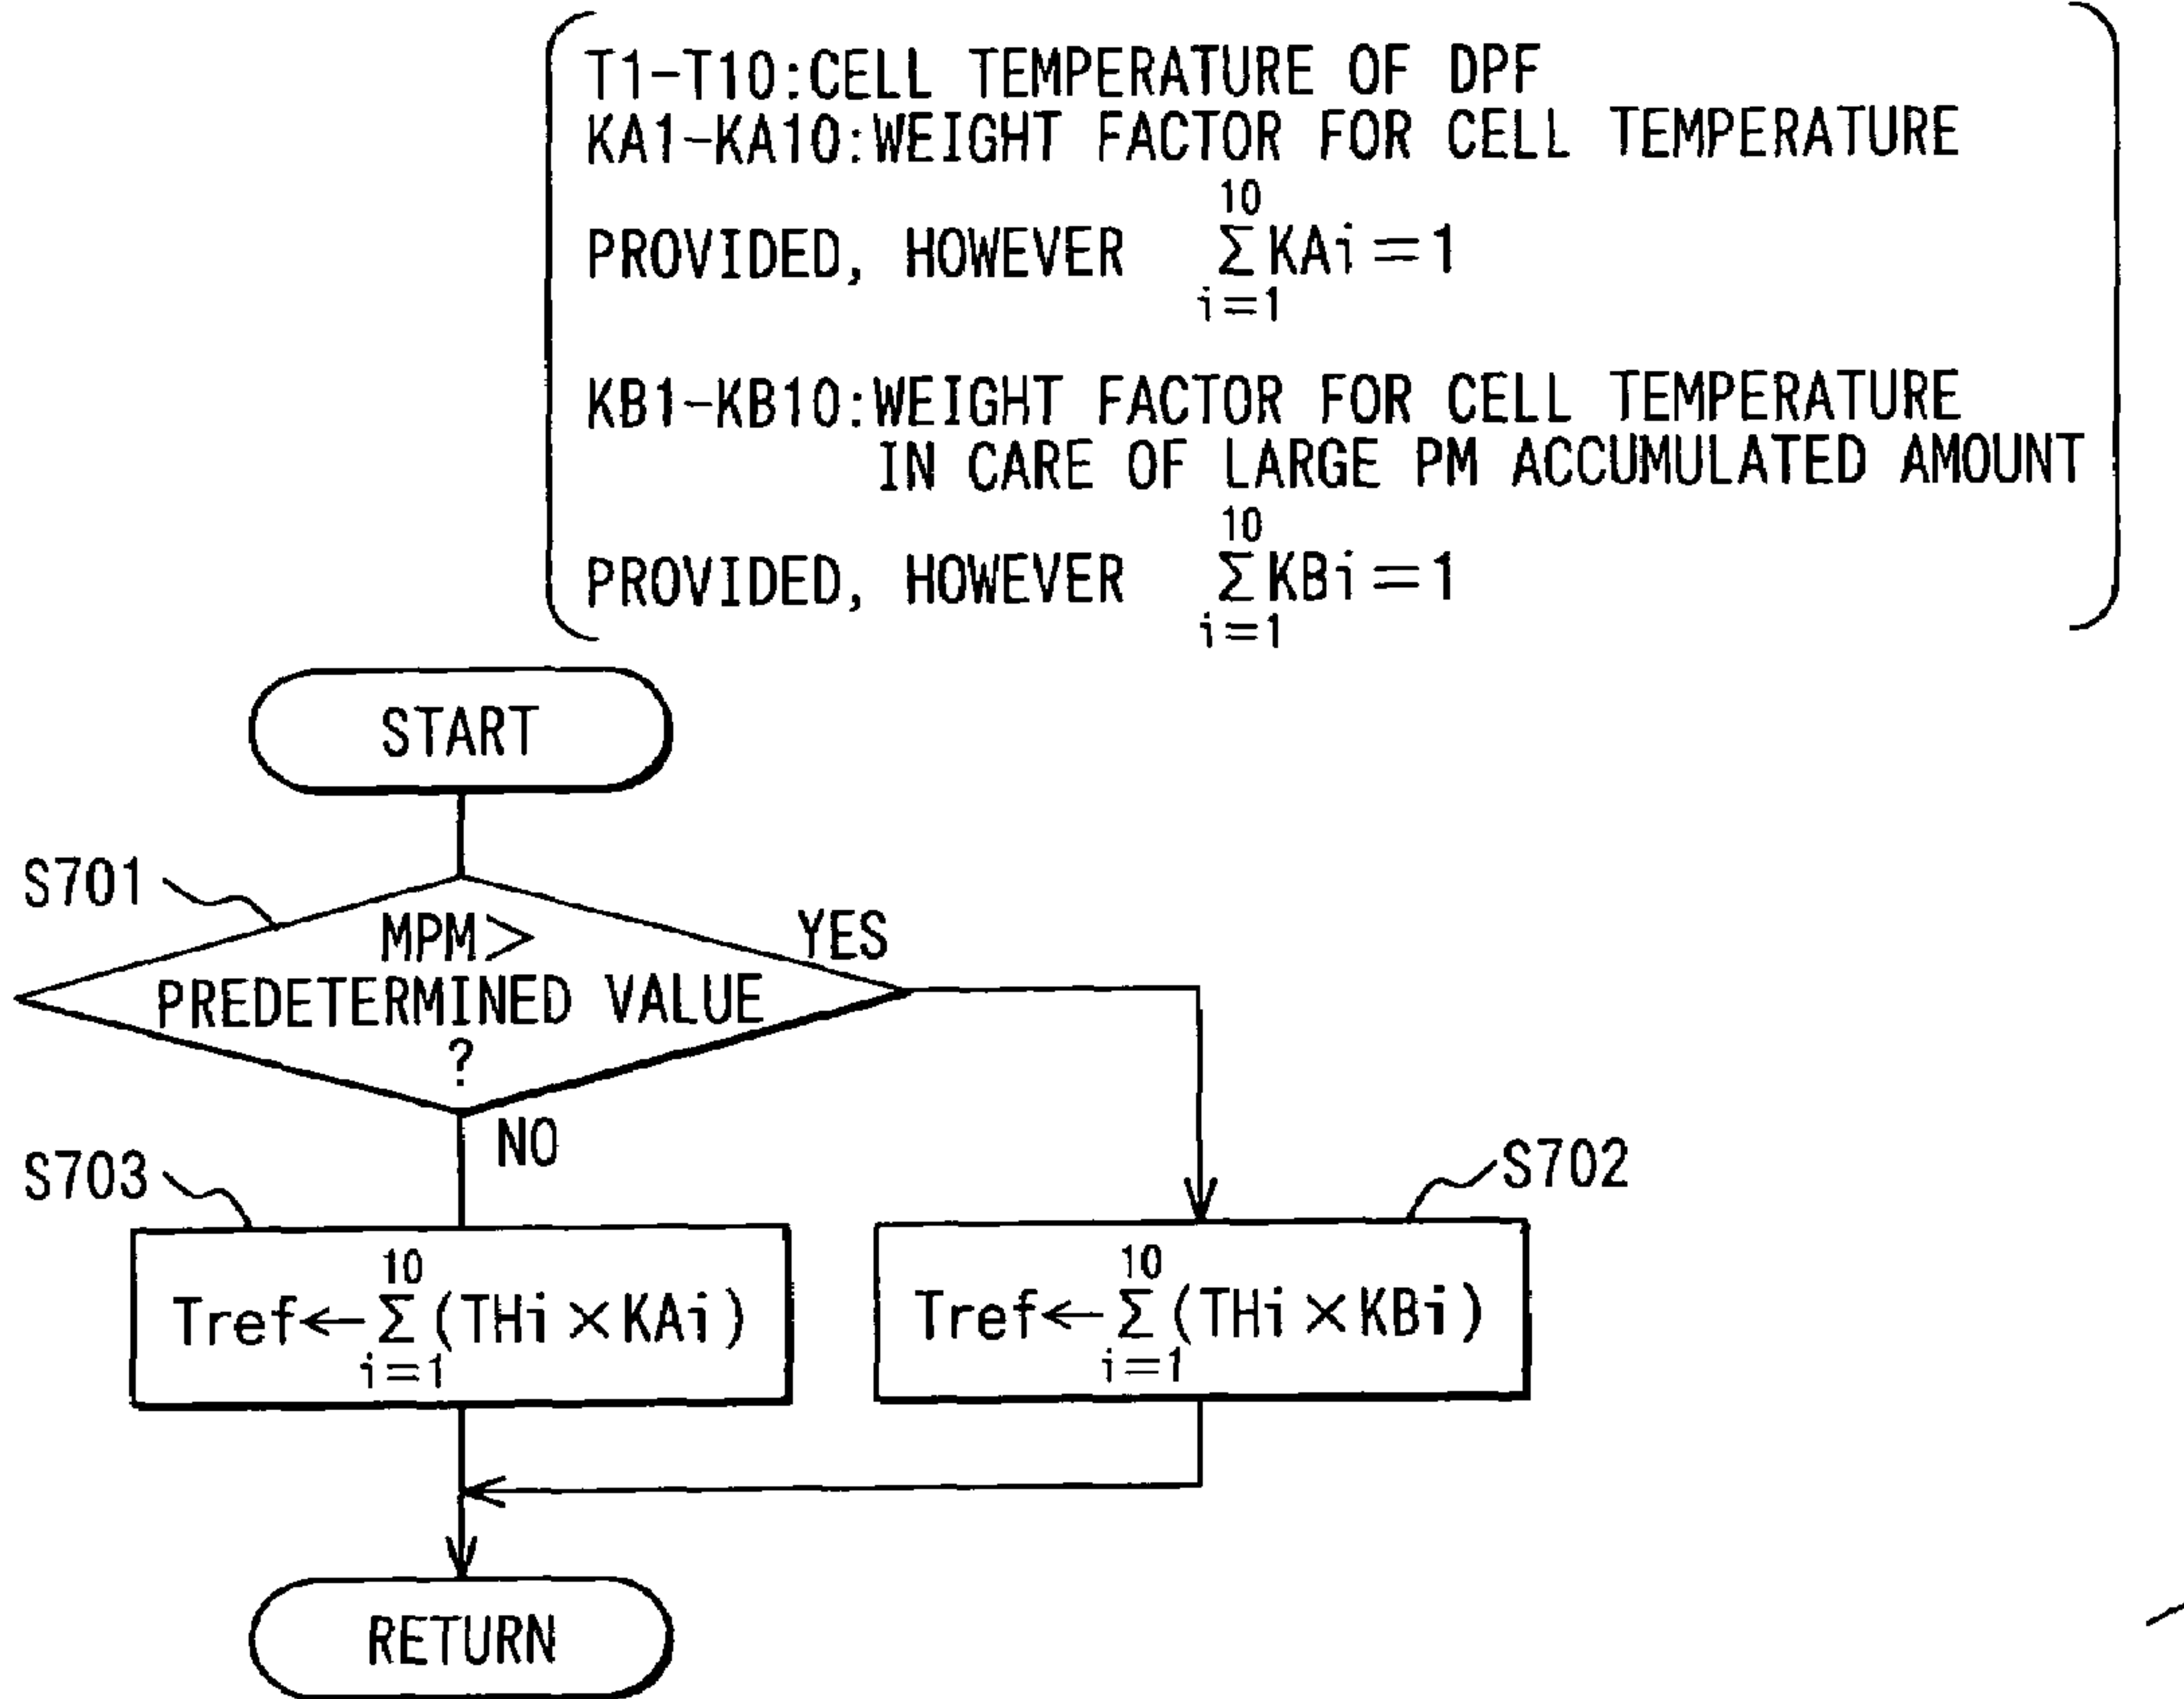 T1-T10:CELL TEMPERATURE OF DPF
KA1-KA10:WEIGHT FACTOR FOR CELL TEMPERATURE
10
PROVIDED, HOWEVER ΣKAi=1
i=1
KB1-KB10:WEIGHT FACTOR FOR CELL TEMPERATURE
IN CARE OF LARGE PM ACCUMULATED AMOUNT
10
PROVIDED, HOWEVER ΣKBi=1
i=1
START
S701
MPM>
PREDETERMINED VALUE
?
YES
NO
S703
10
Tref←Σ(THi×KAi)
i=1
S702
10
Tref←Σ(THi×KBi)
i=1
RETURN